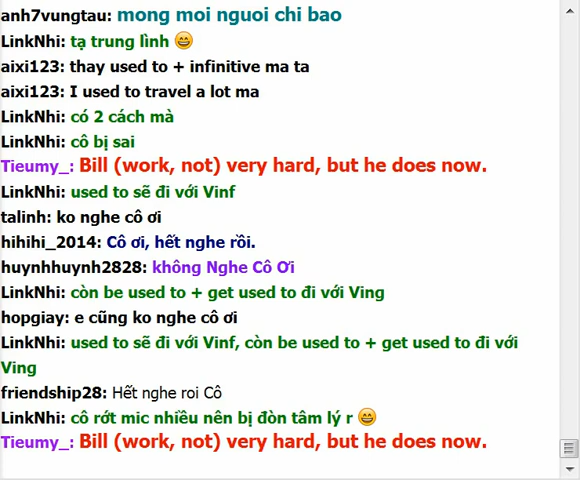 anh7vungtau: mong moi nguoi chi bao
LinkNhi: tạ trung lình 😄
aixi123: thay used to + infinitive ma ta
aixi123: I used to travel a lot ma
LinkNhi: có 2 cách mà
LinkNhi: cô bị sai
Tieumy_: Bill (work, not) very hard, but he does now.
LinkNhi: used to sẽ đi với Vinf
talinh: ko nghe cô ơi
hihihi_2014: Cô ơi, hết nghe rồi.
huynhhuynh2828: không Nghe Cô Ơi
LinkNhi: còn be used to + get used to đi với Ving
hopgiay: e cũng ko nghe cô ơi
LinkNhi: used to sẽ đi với Vinf, còn be used to + get used to đi với
Ving
friendship28: Hết nghe roi Cô
LinkNhi: cô rớt mic nhiều nên bị đòn tâm lý r 😄
Tieumy_: Bill (work, not) very hard, but he does now.